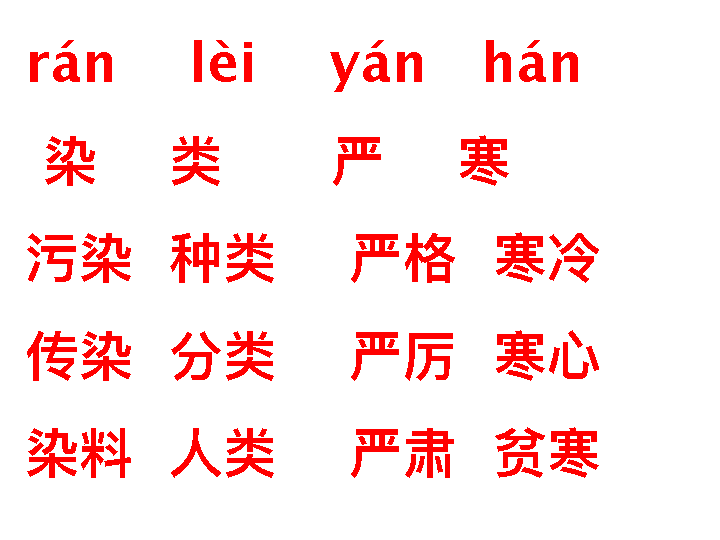 rán lèi yán hán
染 类 严 寒
污染 种类 严格 寒冷
传染 分类 严厉 寒心
染料 人类 严肃 贫寒